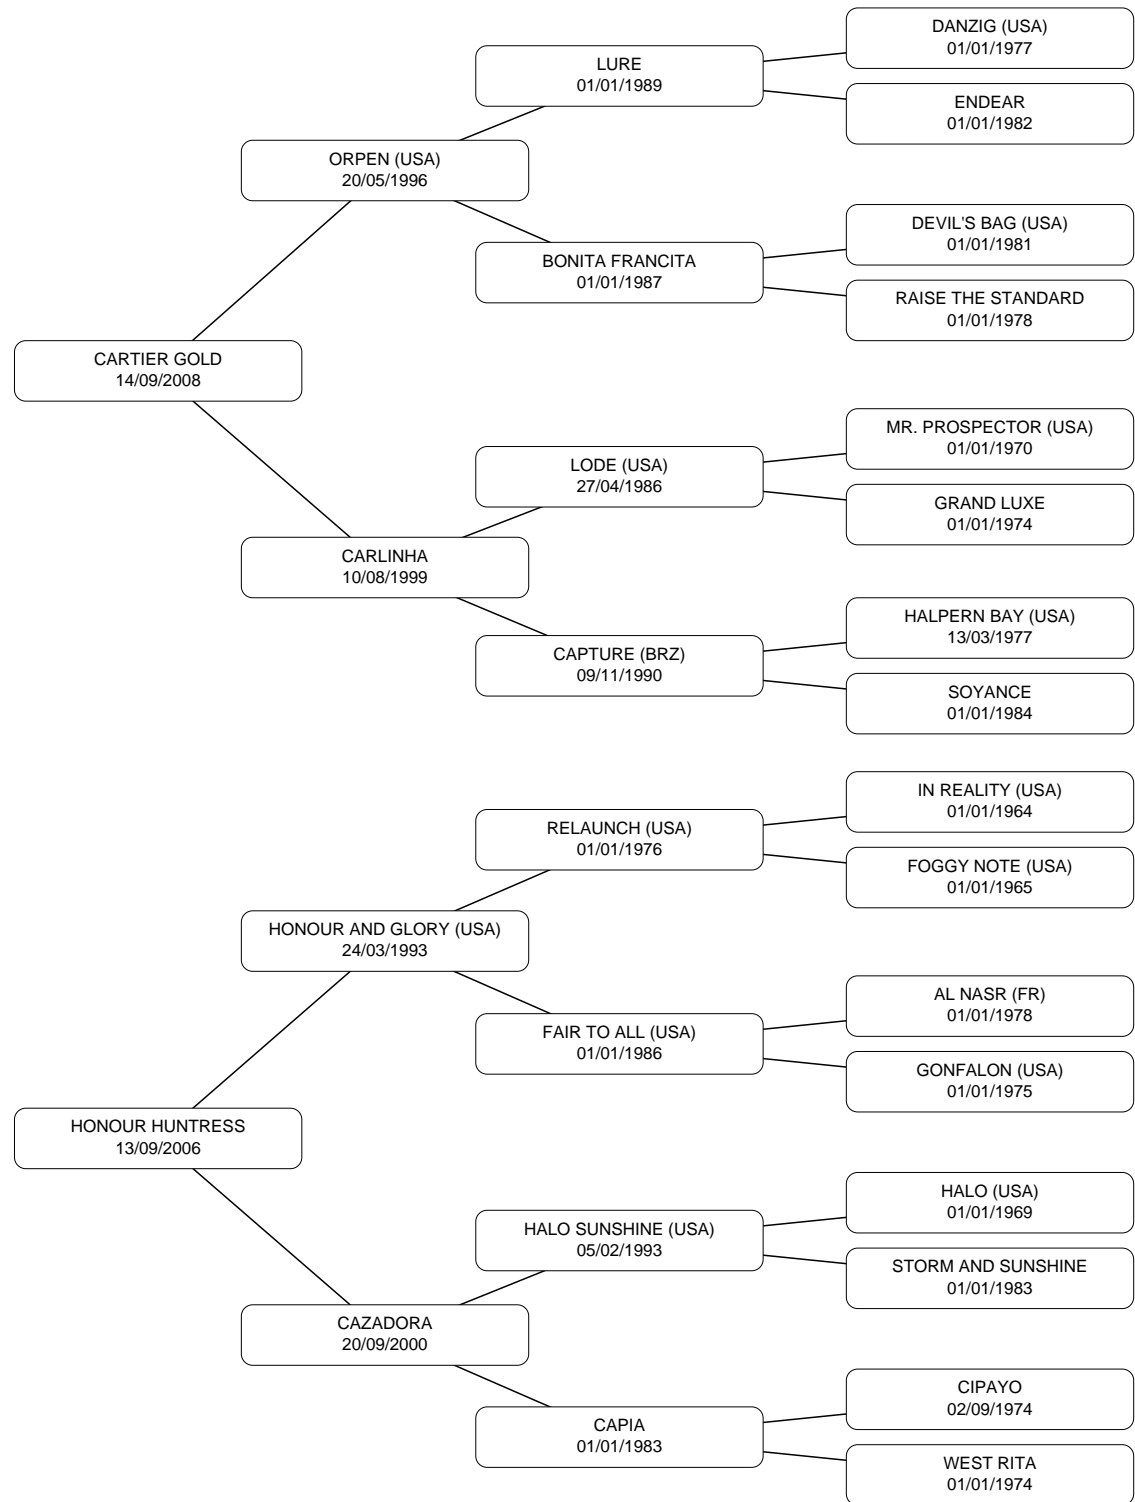 DANZIG (USA)
01/01/1977
LURE
01/01/1989
ENDEAR
01/01/1982
ORPEN (USA)
20/05/1996
DEVIL'S BAG (USA)
01/01/1981
BONITA FRANCITA
01/01/1987
RAISE THE STANDARD
01/01/1978
CARTIER GOLD
14/09/2008
MR. PROSPECTOR (USA)
01/01/1970
LODE (USA)
27/04/1986
GRAND LUXE
01/01/1974
CARLINHA
10/08/1999
HALPERN BAY (USA)
13/03/1977
CAPTURE (BRZ)
09/11/1990
SOYANCE
01/01/1984
IN REALITY (USA)
01/01/1964
RELAUNCH (USA)
01/01/1976
FOGGY NOTE (USA)
01/01/1965
HONOUR AND GLORY (USA)
24/03/1993
AL NASR (FR)
01/01/1978
FAIR TO ALL (USA)
01/01/1986
GONFALON (USA)
01/01/1975
HONOUR HUNTRESS
13/09/2006
HALO (USA)
01/01/1969
HALO SUNSHINE (USA)
05/02/1993
STORM AND SUNSHINE
01/01/1983
CAZADORA
20/09/2000
CIPAYO
02/09/1974
CAPIA
01/01/1983
WEST RITA
01/01/1974